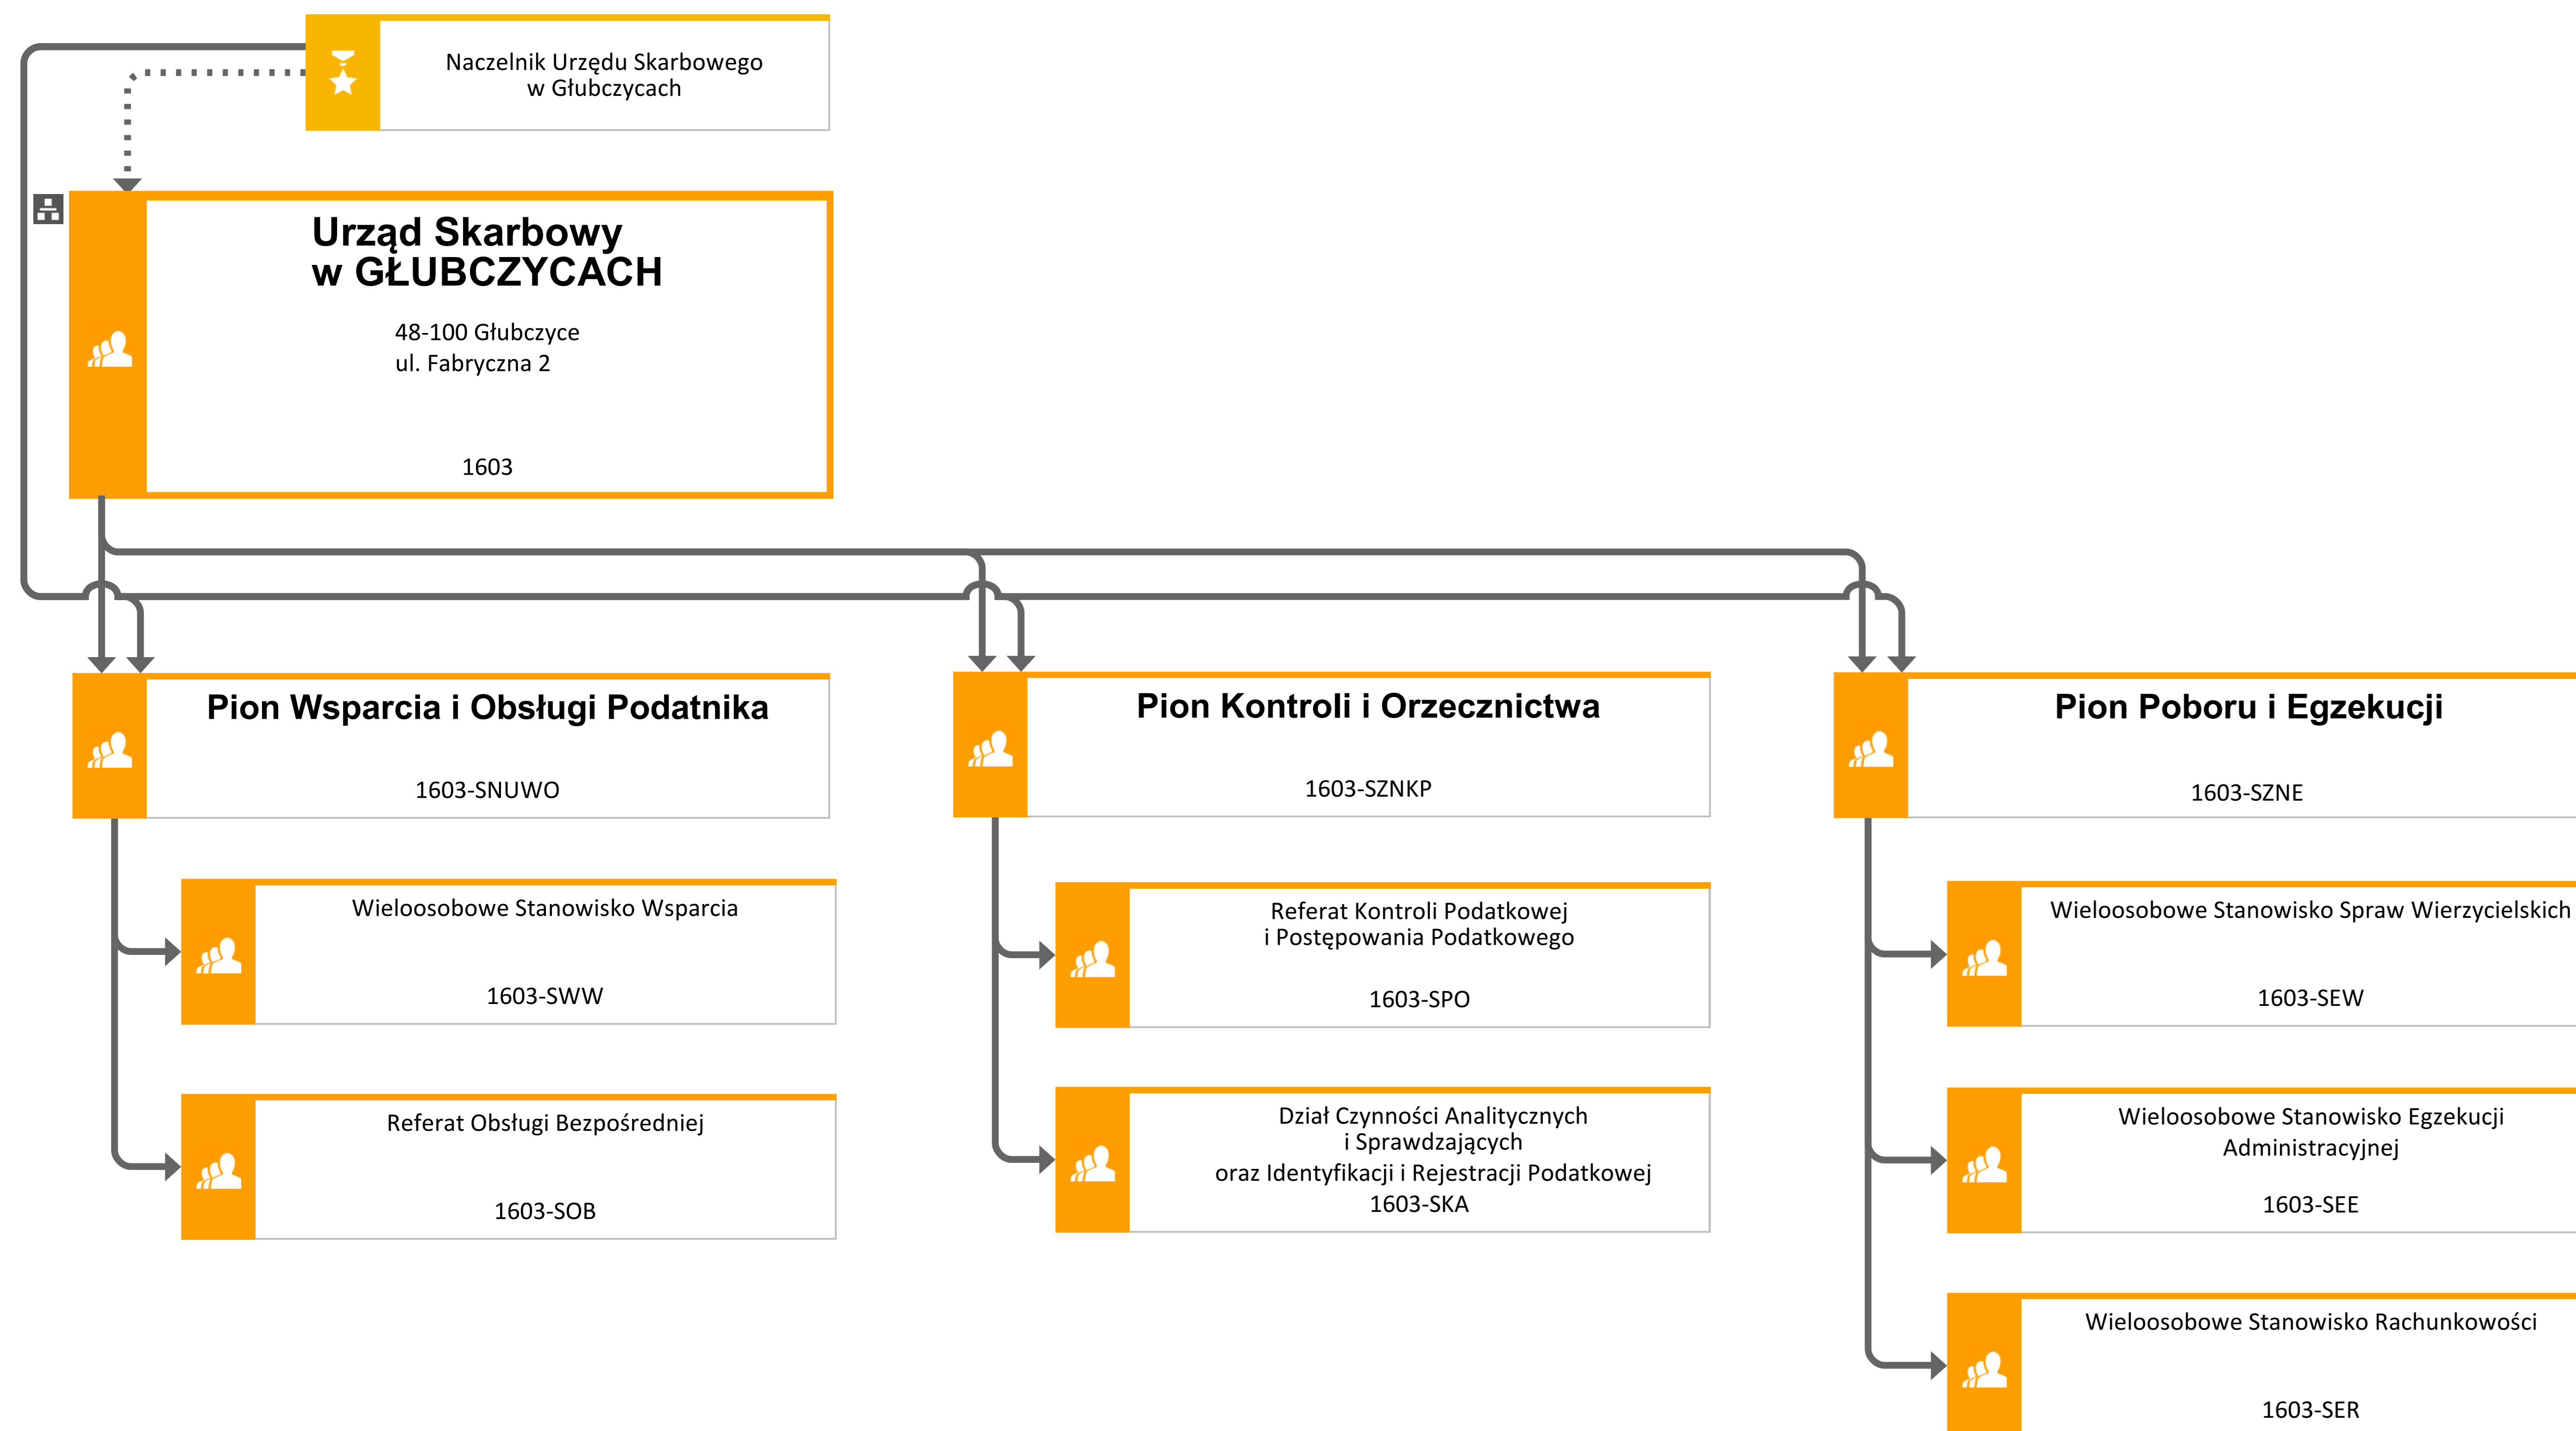 Naczelnik Urzędu Skarbowego
w Głubczycach
Urząd Skarbowy
w GŁUBCZYCACH
48-100 Głubczyce
ul. Fabryczna 2
1603
Pion Wsparcia i Obsługi Podatnika
1603-SNUWO
Wieloosobowe Stanowisko Wsparcia
1603-SWW
Referat Obsługi Bezpośredniej
1603-SOB
Pion Kontroli i Orzecznictwa
1603-SZNKP
Referat Kontroli Podatkowej
i Postępowania Podatkowego
1603-SPO
Dział Czynności Analitycznych
i Sprawdzających
oraz Identyfikacji i Rejestracji Podatkowej
1603-SKA
Pion Poboru i Egzekucji
1603-SZNE
Wieloosobowe Stanowisko Spraw Wierzycielskich
1603-SEW
Wieloosobowe Stanowisko Egzekucji
Administracyjnej
1603-SEE
Wieloosobowe Stanowisko Rachunkowości
1603-SER